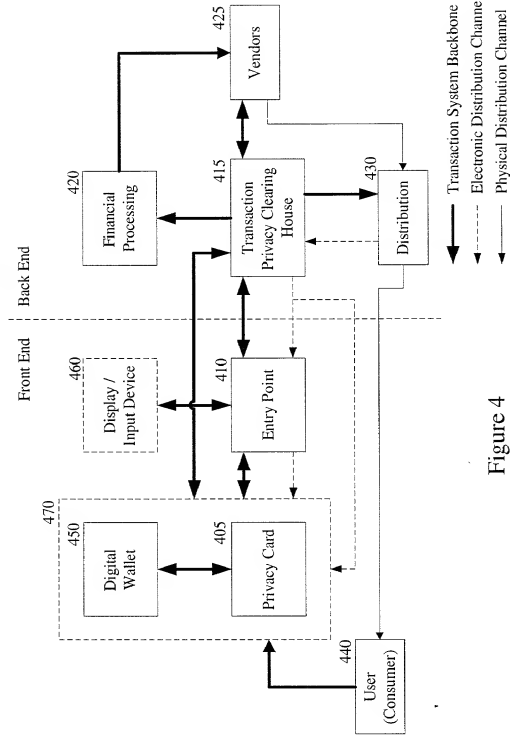 Front End
Back End
470
450
Digital
Wallet
405
Privacy Card
460
Display /
Input Device
410
Entry Point
420
Financial
Processing
415
Transaction
Privacy Clearing
House
425
Vendors
430
Distribution
440
User
(Consumer)
Transaction System Backbone
Electronic Distribution Channe
Physical Distribution Channel
Figure 4